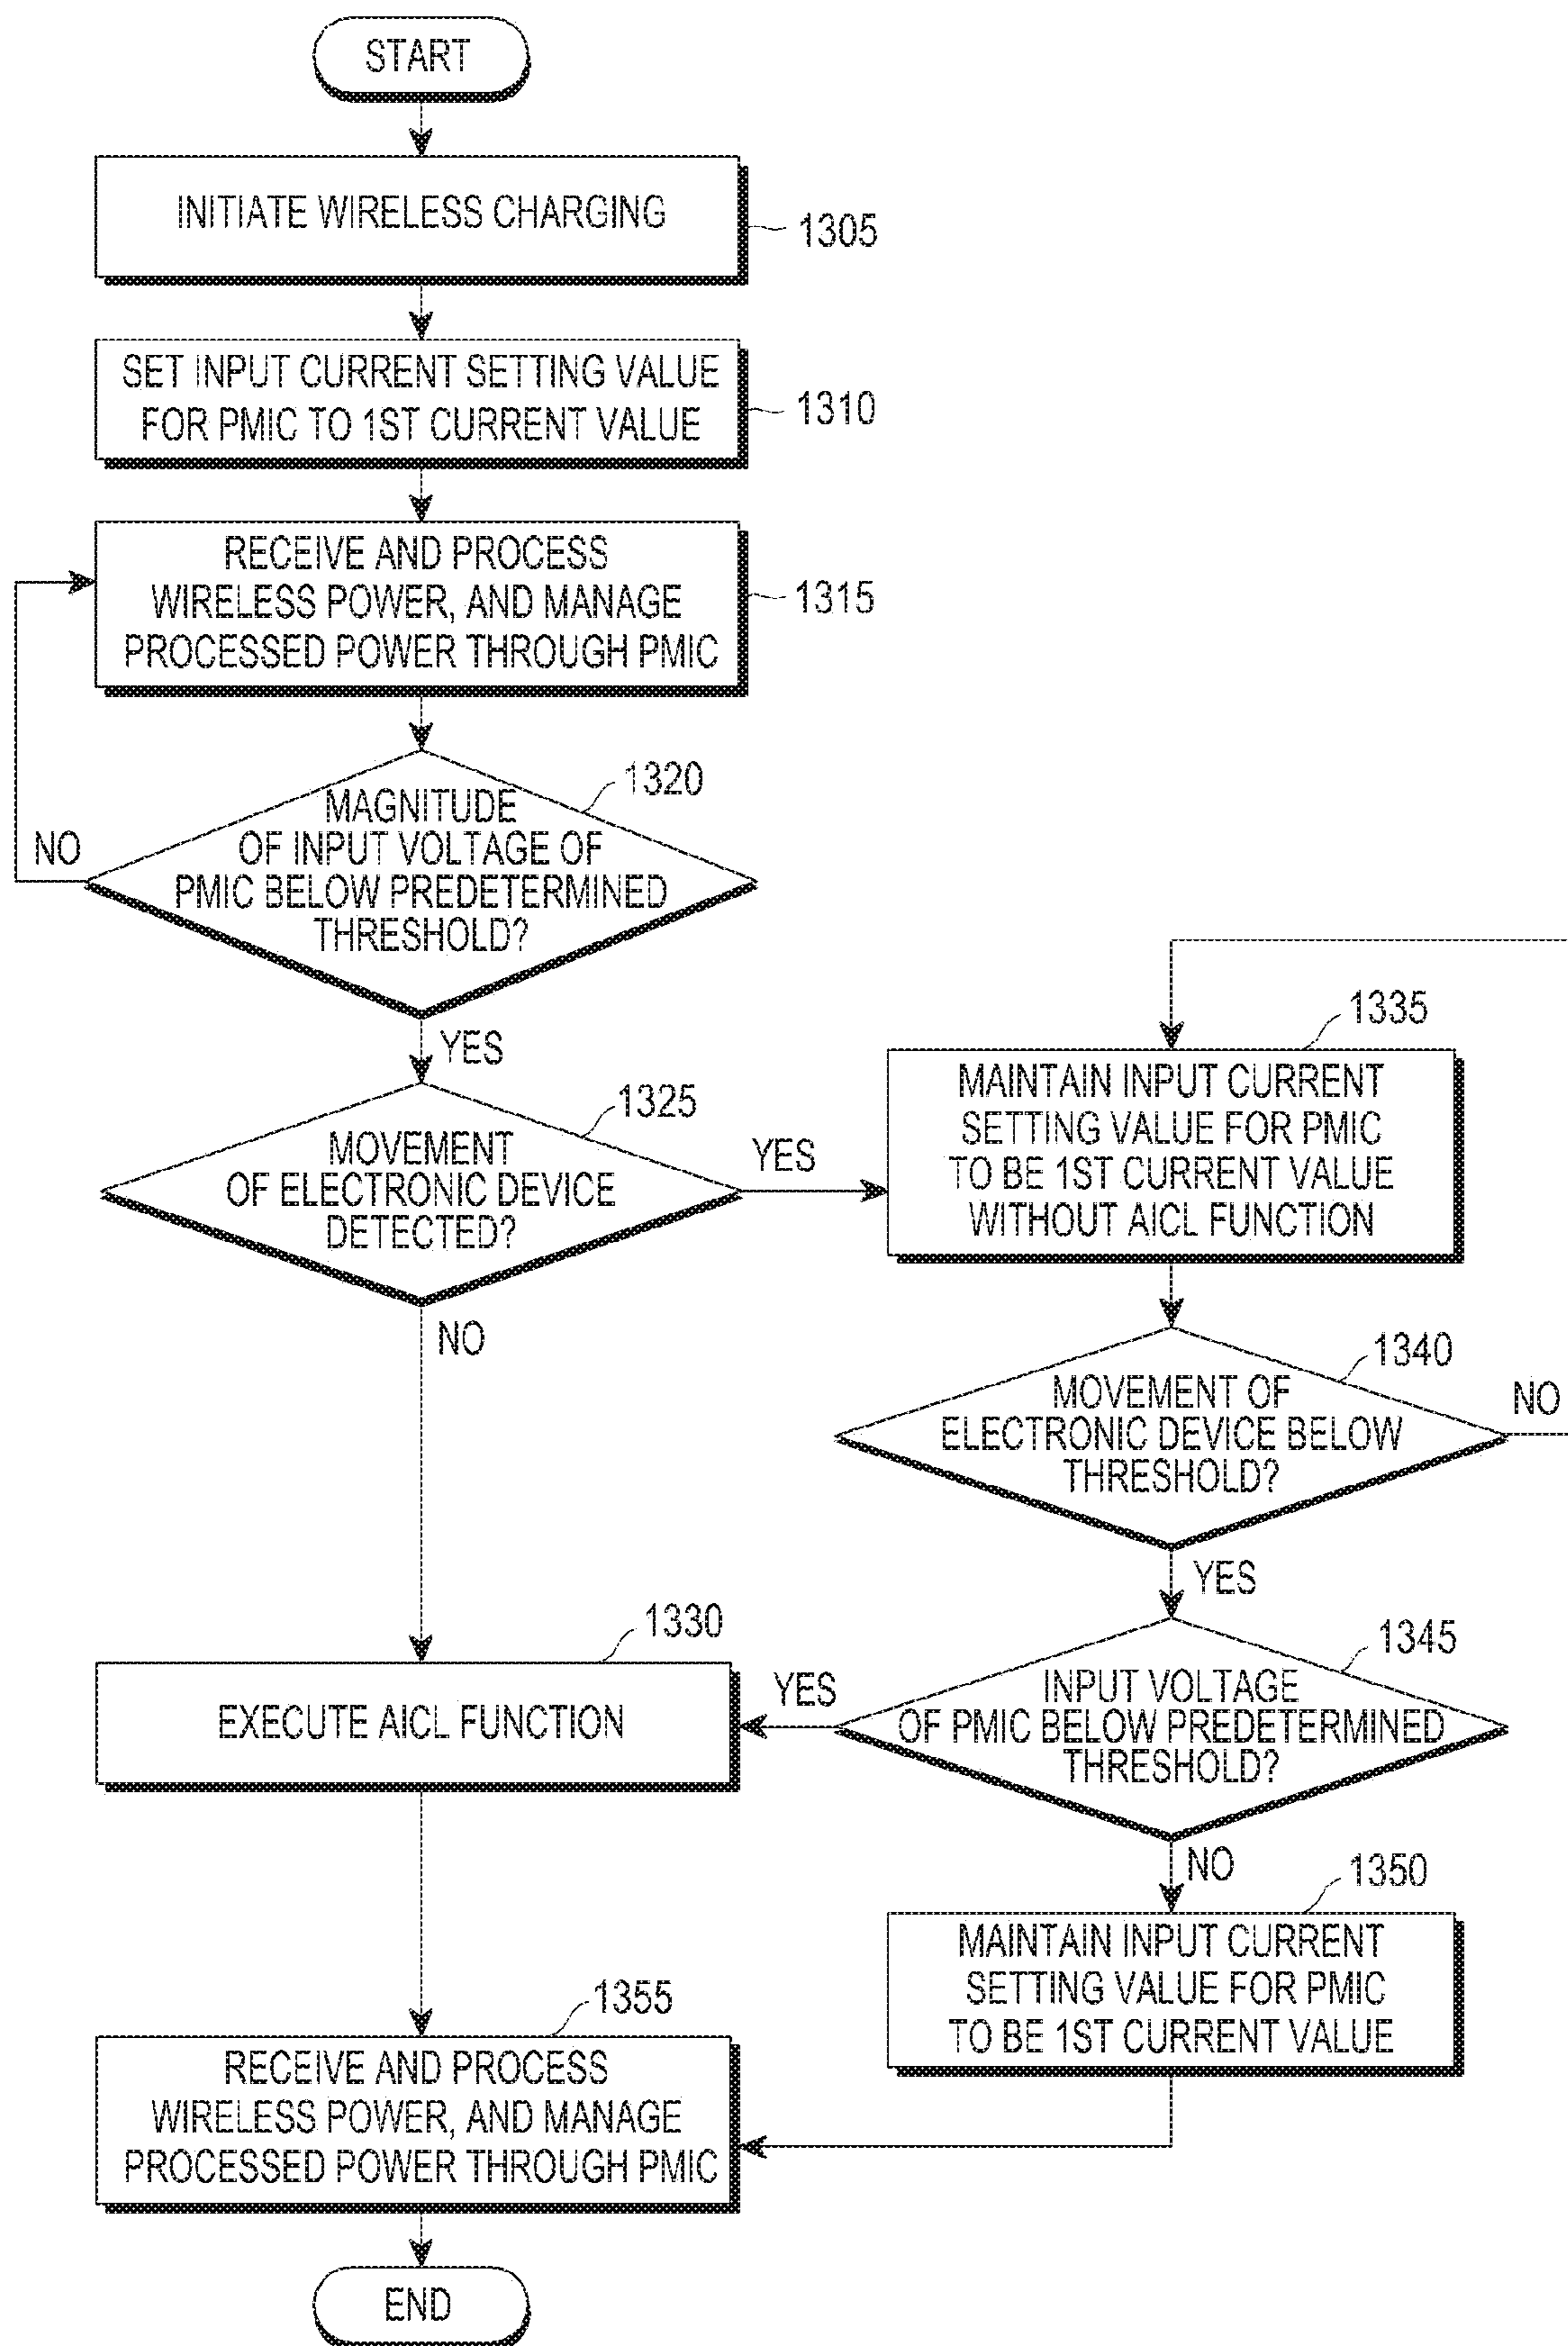 START
INITIATE WIRELESS CHARGING
1305
SET INPUT CURRENT SETTING VALUE
FOR PMIC TO 1ST CURRENT VALUE
1310
RECEIVE AND PROCESS
WIRELESS POWER, AND MANAGE
PROCESSED POWER THROUGH PMIC
1315
1320
MAGNITUDE
OF INPUT VOLTAGE OF
PMIC BELOW PREDETERMINED
THRESHOLD?
NO
YES
1325
MOVEMENT
OF ELECTRONIC DEVICE
DETECTED?
YES
NO
1335
MAINTAIN INPUT CURRENT
SETTING VALUE FOR PMIC
TO BE 1ST CURRENT VALUE
WITHOUT AICL FUNCTION
1340
MOVEMENT OF
ELECTRONIC DEVICE BELOW
THRESHOLD?
NO
YES
1330
EXECUTE AICL FUNCTION
1345
INPUT VOLTAGE
OF PMIC BELOW PREDETERMINED
THRESHOLD?
YES
NO
1350
MAINTAIN INPUT CURRENT
SETTING VALUE FOR PMIC
TO BE 1ST CURRENT VALUE
1355
RECEIVE AND PROCESS
WIRELESS POWER, AND MANAGE
PROCESSED POWER THROUGH PMIC
END